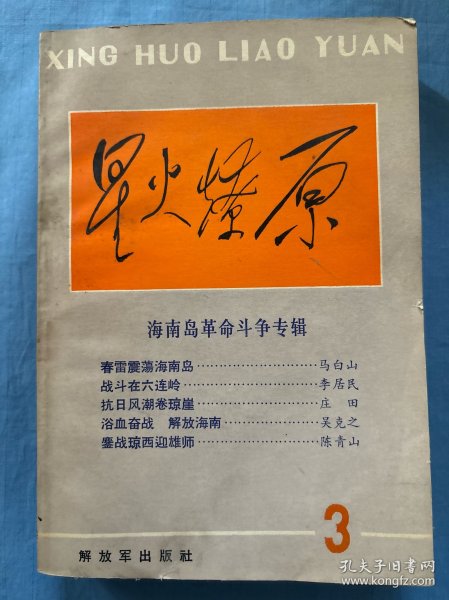 XING HUO LIAO YUAN
星火燎原
海南岛革命斗争专辑
春雷震荡海南岛……………………马白山
战斗在六连岭……………………李居民
抗日风潮卷琼崖……………………庄 田
浴血奋战 解放海南………………吴克之
鏖战琼西迎雄师……………………陈青山
3
解放军出版社
孔夫子旧书网
https://book.kongfz.com/